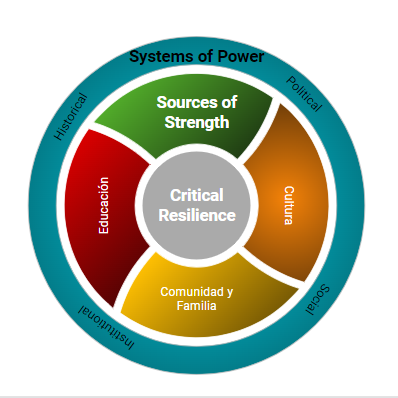 Systems of Power
Historical
Political
Sources of
Strength
Educación
Critical
Resilience
Cultura
Comunidad y
Familia
Institutional
Social